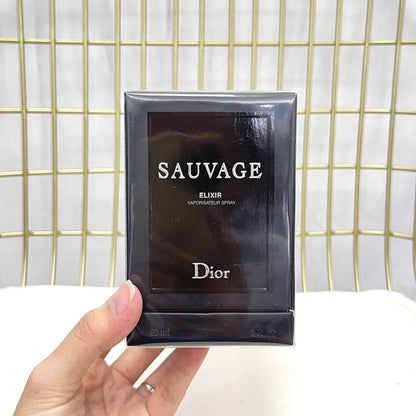 SAUVAGE
ELIXIR
VAPORISATEUR SPRAY
Dior
60 ml